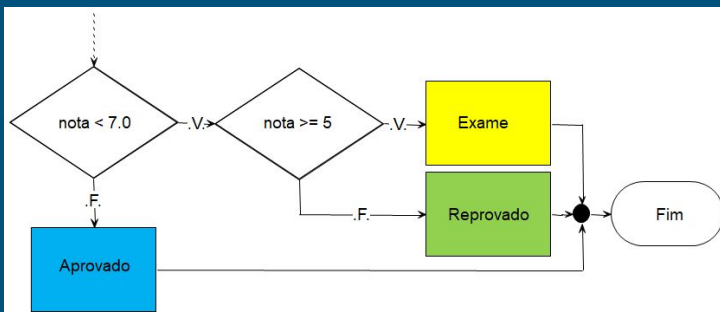 nota < 7.0
.V.
nota >= 5
.V.
Exame
.F.
.F.
Reprovado
Fim
Aprovado